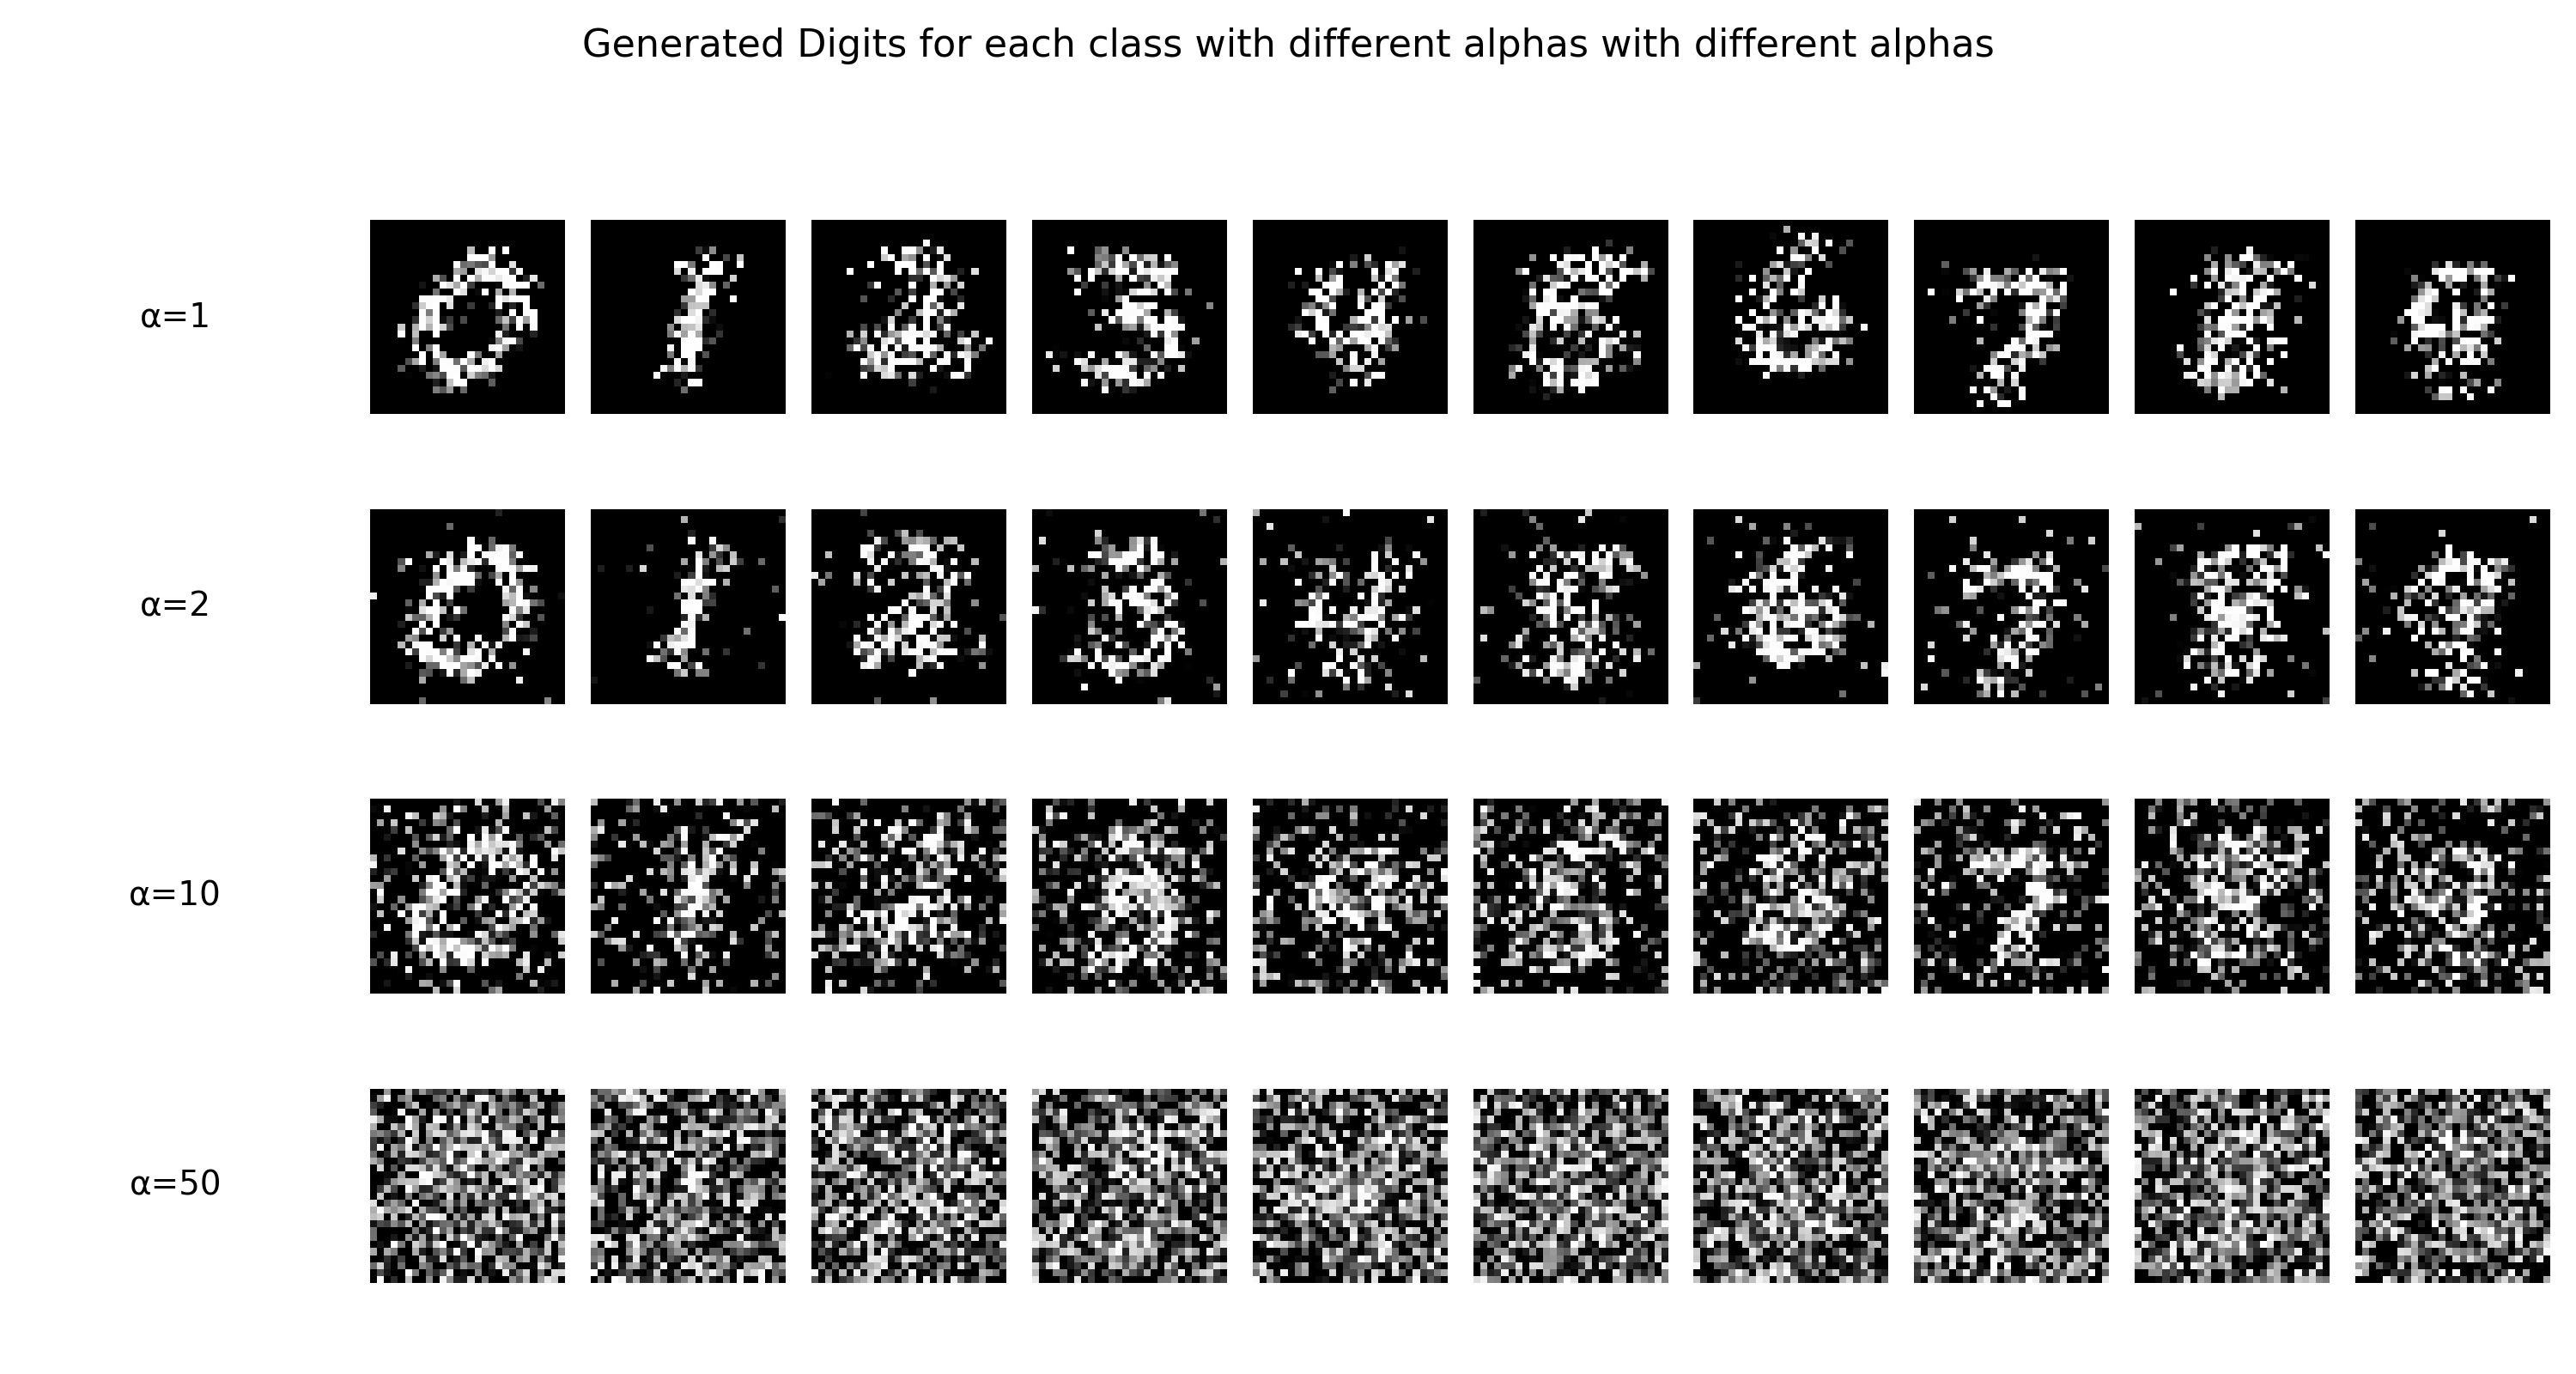 Generated Digits for each class with different alphas with different alphas
α=1
α=2
α=10
α=50